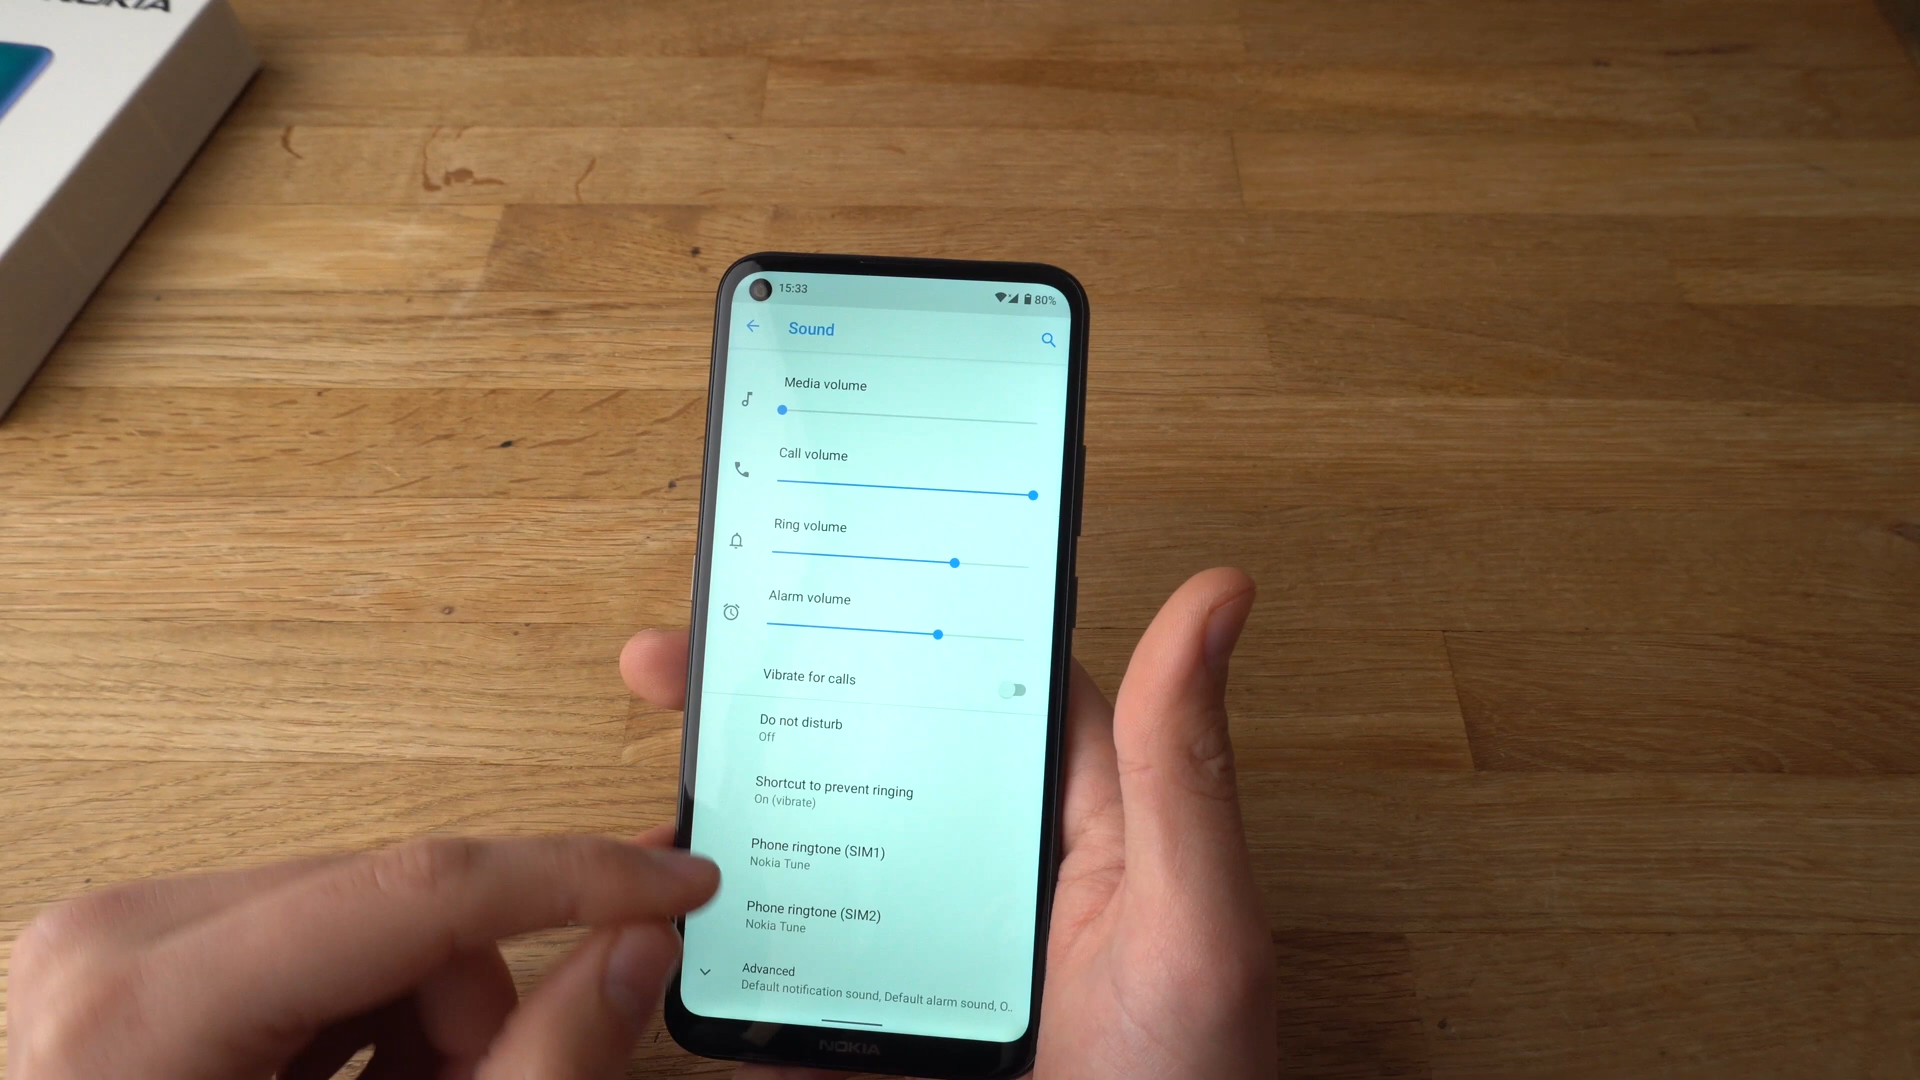 NOKIA
15:33
80%
Sound
Media volume
Call volume
Ring volume
Alarm volume
Vibrate for calls
Do not disturb
Off
Shortcut to prevent ringing
On (vibrate)
Phone ringtone (SIM1)
Nokia Tune
Phone ringtone (SIM2)
Nokia Tune
Advanced
Default notification sound, Default alarm sound, O..
NOKIA